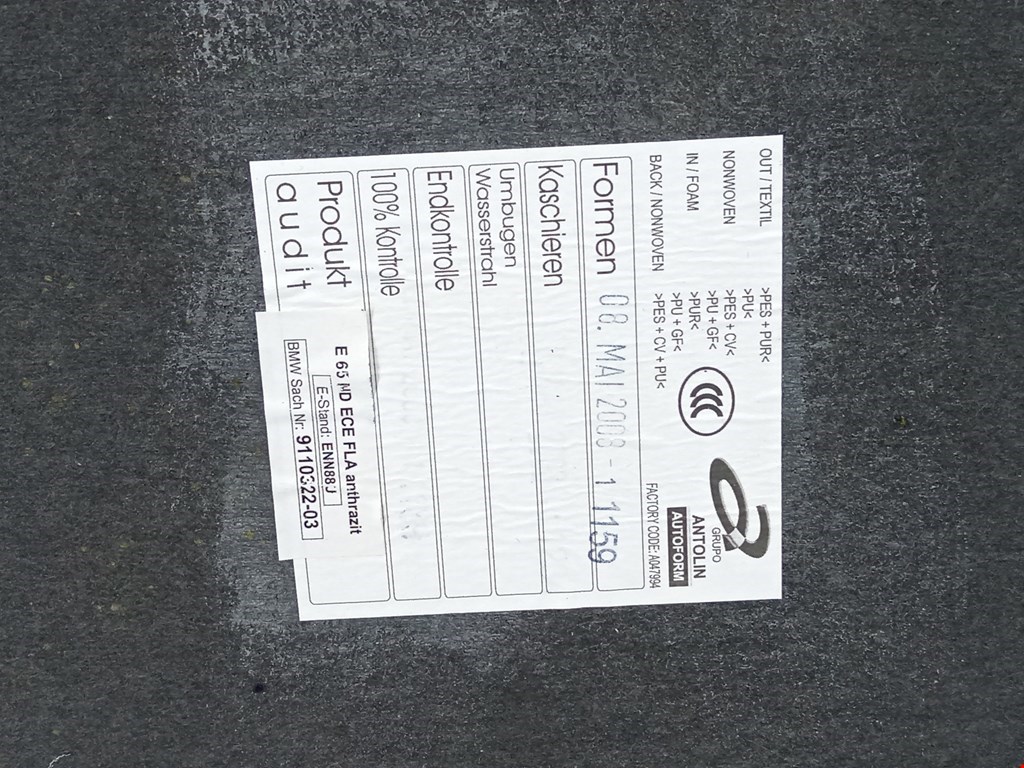 OUT / TEXTIL >PES + PUR<
>PU<
NONWOVEN >PES + CV<
>PU + GF<
IN / FOAM >PUR<
>PU + GF<
BACK / NONWOVEN >PES + CV + PU<
GRUPO
ANTOLIN
AUTOFORM
FACTORY CODE: A047994
Formen 08. MAI 2008 - 1 1159
Kaschieren
Umbugen
Wasserstrahl
Endkontrolle
100% Kontrolle
Produkt
audit
E 65 ND ECE FLA anthrazit
E-Stand: ENN88J
BMW Sach Nr: 9110322-03